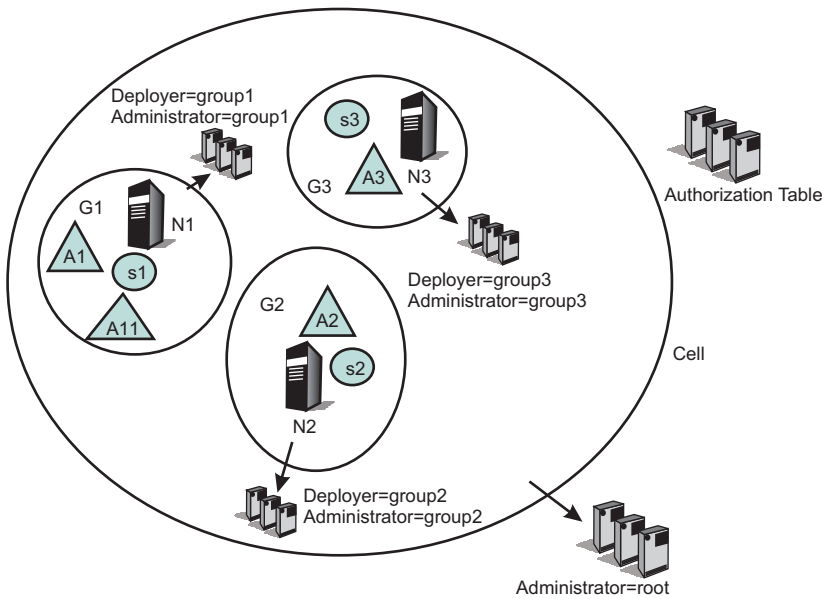 Deployer=group1
Administrator=group1
s3
A3
G3
N3
Authorization Table
G1
N1
A1
s1
A11
Deployer=group3
Administrator=group3
G2
A2
s2
N2
Cell
Deployer=group2
Administrator=group2
Administrator=root